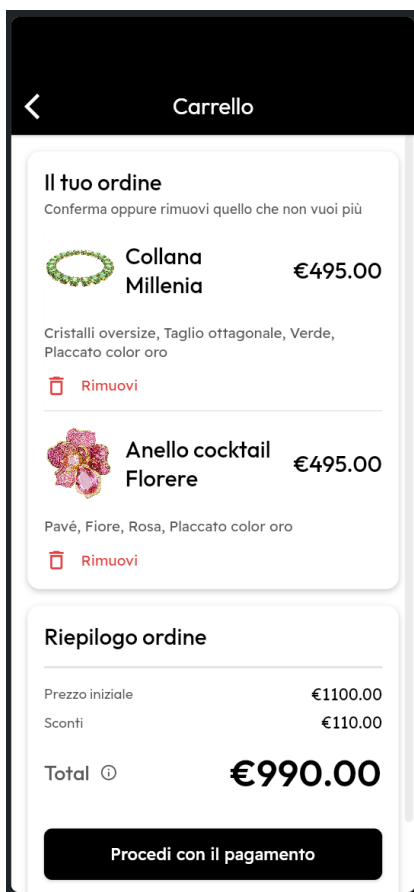 Carrello
Il tuo ordine
Conferma oppure rimuovi quello che non vuoi più
Collana
Millenia
€495.00
Cristalli oversize, Taglio ottagonale, Verde,
Placcato color oro
Rimuovi
Anello cocktail
Florere
€495.00
Pavé, Fiore, Rosa, Placcato color oro
Rimuovi
Riepilogo ordine
Prezzo iniziale €1100.00
Sconti €110.00
Total €990.00
Procedi con il pagamento